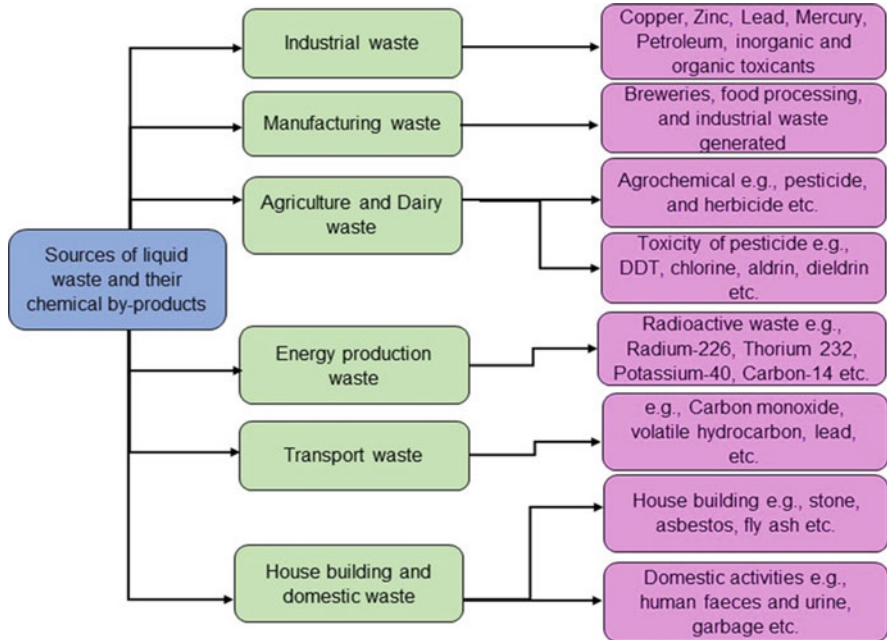 Sources of liquid
waste and their
chemical by-products
Industrial waste
Copper, Zinc, Lead, Mercury,
Petroleum, inorganic and
organic toxicants
Manufacturing waste
Breweries, food processing,
and industrial waste
generated
Agriculture and Dairy
waste
Agrochemical e.g., pesticide,
and herbicide etc.
Toxicity of pesticide e.g.,
DDT, chlorine, aldrin, dieldrin
etc.
Energy production
waste
Radioactive waste e.g.,
Radium-226, Thorium 232,
Potassium-40, Carbon-14 etc.
Transport waste
e.g., Carbon monoxide,
volatile hydrocarbon, lead,
etc.
House building and
domestic waste
House building e.g., stone,
asbestos, fly ash etc.
Domestic activities e.g.,
human faeces and urine,
garbage etc.